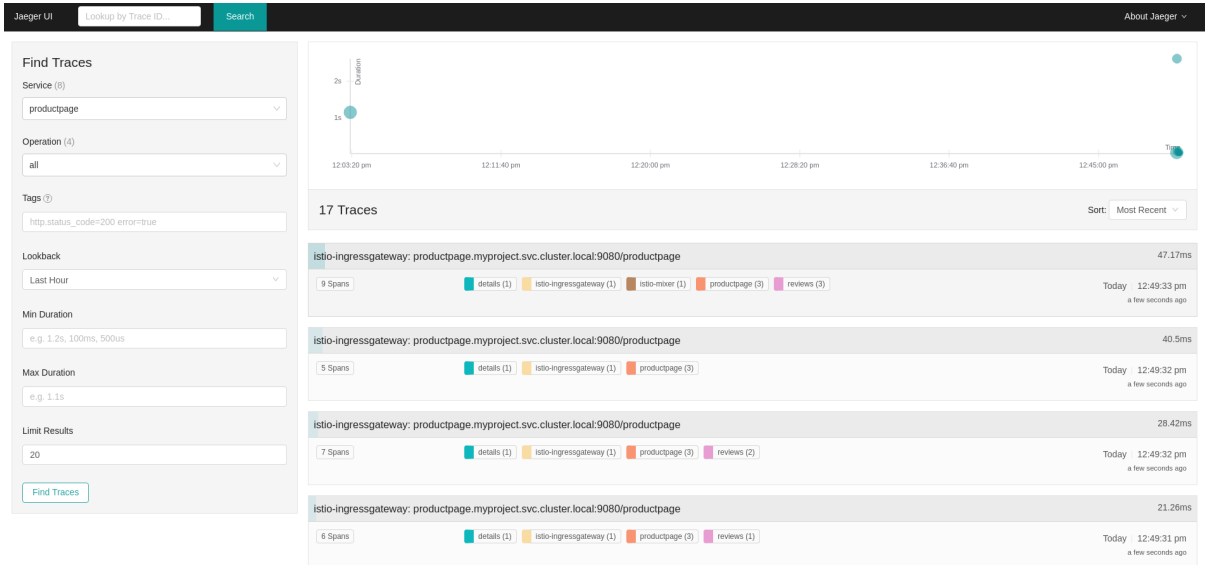 Jaeger UI
Lookup by Trace ID...
Search
About Jaeger
Find Traces
Service (8)
productpage
Operation (4)
all
Tags
http.status_code=200 error=true
Lookback
Last Hour
Min Duration
e.g. 1.2s, 100ms, 500us
Max Duration
e.g. 1.1s
Limit Results
20
Find Traces
Duration
2s
1s
Time
12:03:20 pm 12:11:40 pm 12:20:00 pm 12:28:20 pm 12:36:40 pm 12:45:00 pm
17 Traces
Sort: Most Recent
istio-ingressgateway: productpage.myproject.svc.cluster.local:9080/productpage 47.17ms
9 Spans details (1) istio-ingressgateway (1) istio-mixer (1) productpage (3) reviews (3) Today 12:49:33 pm
a few seconds ago
istio-ingressgateway: productpage.myproject.svc.cluster.local:9080/productpage 40.5ms
5 Spans details (1) istio-ingressgateway (1) productpage (3) Today 12:49:32 pm
a few seconds ago
istio-ingressgateway: productpage.myproject.svc.cluster.local:9080/productpage 28.42ms
7 Spans details (1) istio-ingressgateway (1) productpage (3) reviews (2) Today 12:49:32 pm
a few seconds ago
istio-ingressgateway: productpage.myproject.svc.cluster.local:9080/productpage 21.26ms
6 Spans details (1) istio-ingressgateway (1) productpage (3) reviews (1) Today 12:49:31 pm
a few seconds ago